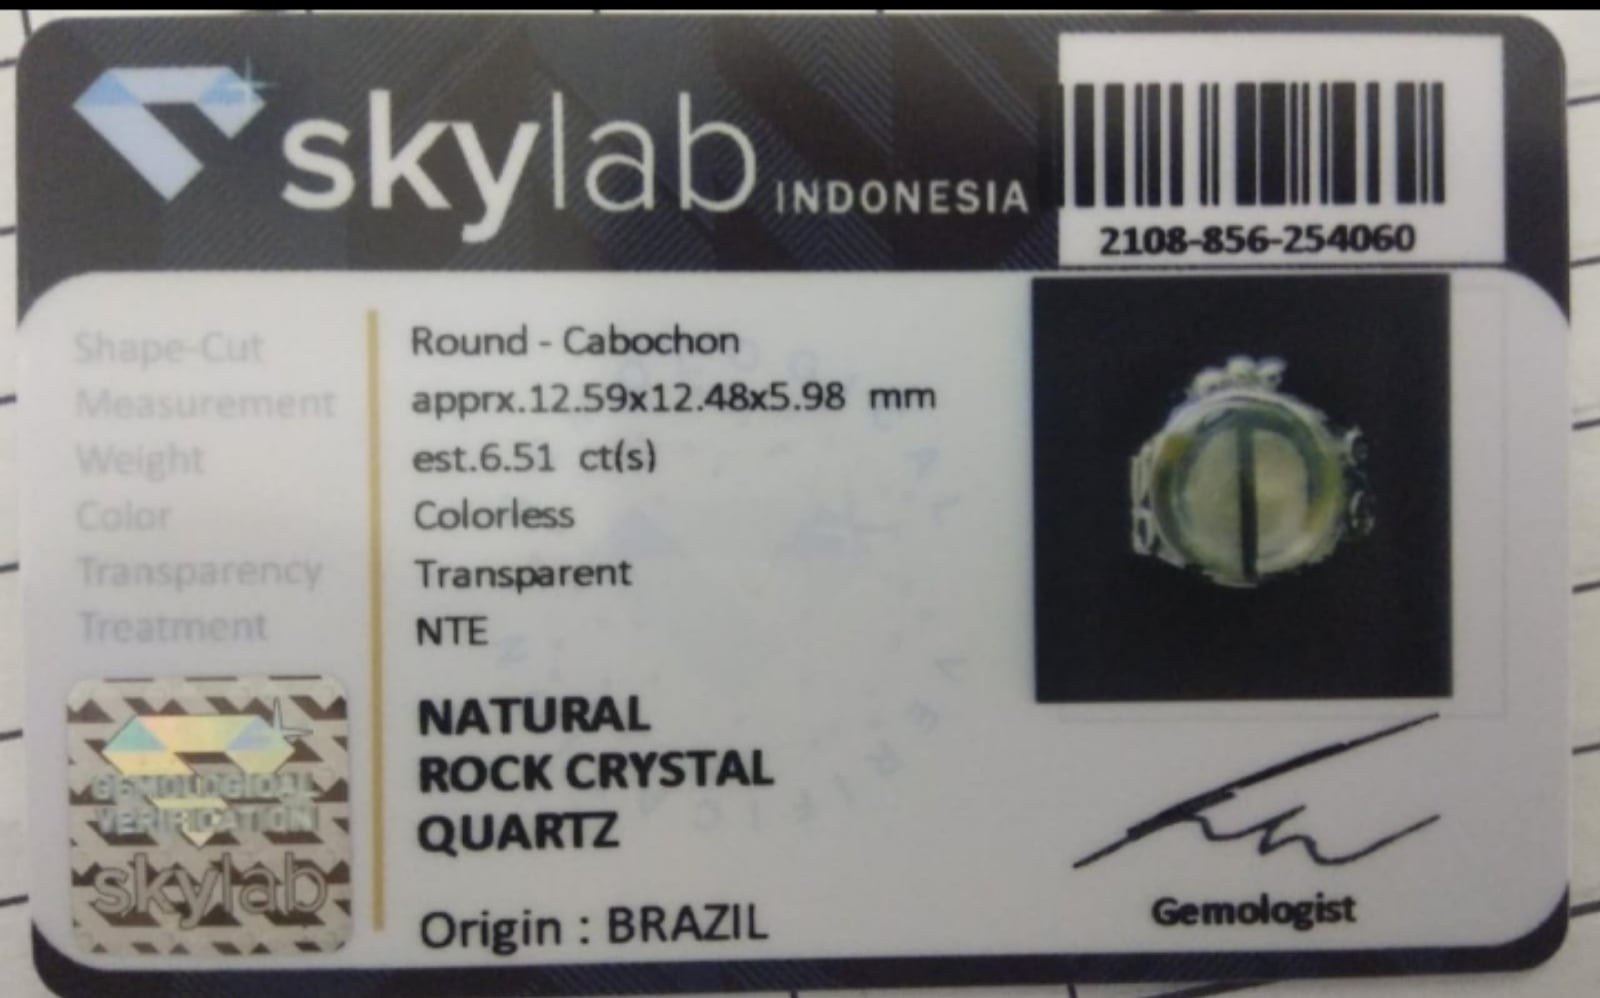 skylab INDONESIA
2108-856-254060
Shape-Cut Round - Cabochon
Measurement apprx.12.59x12.48x5.98 mm
Weight est.6.51 ct(s)
Color Colorless
Transparency Transparent
Treatment NTE
NATURAL
ROCK CRYSTAL
QUARTZ
Origin : BRAZIL
GEMOLOGICAL
VERIFICATION
skylab
Gemologist